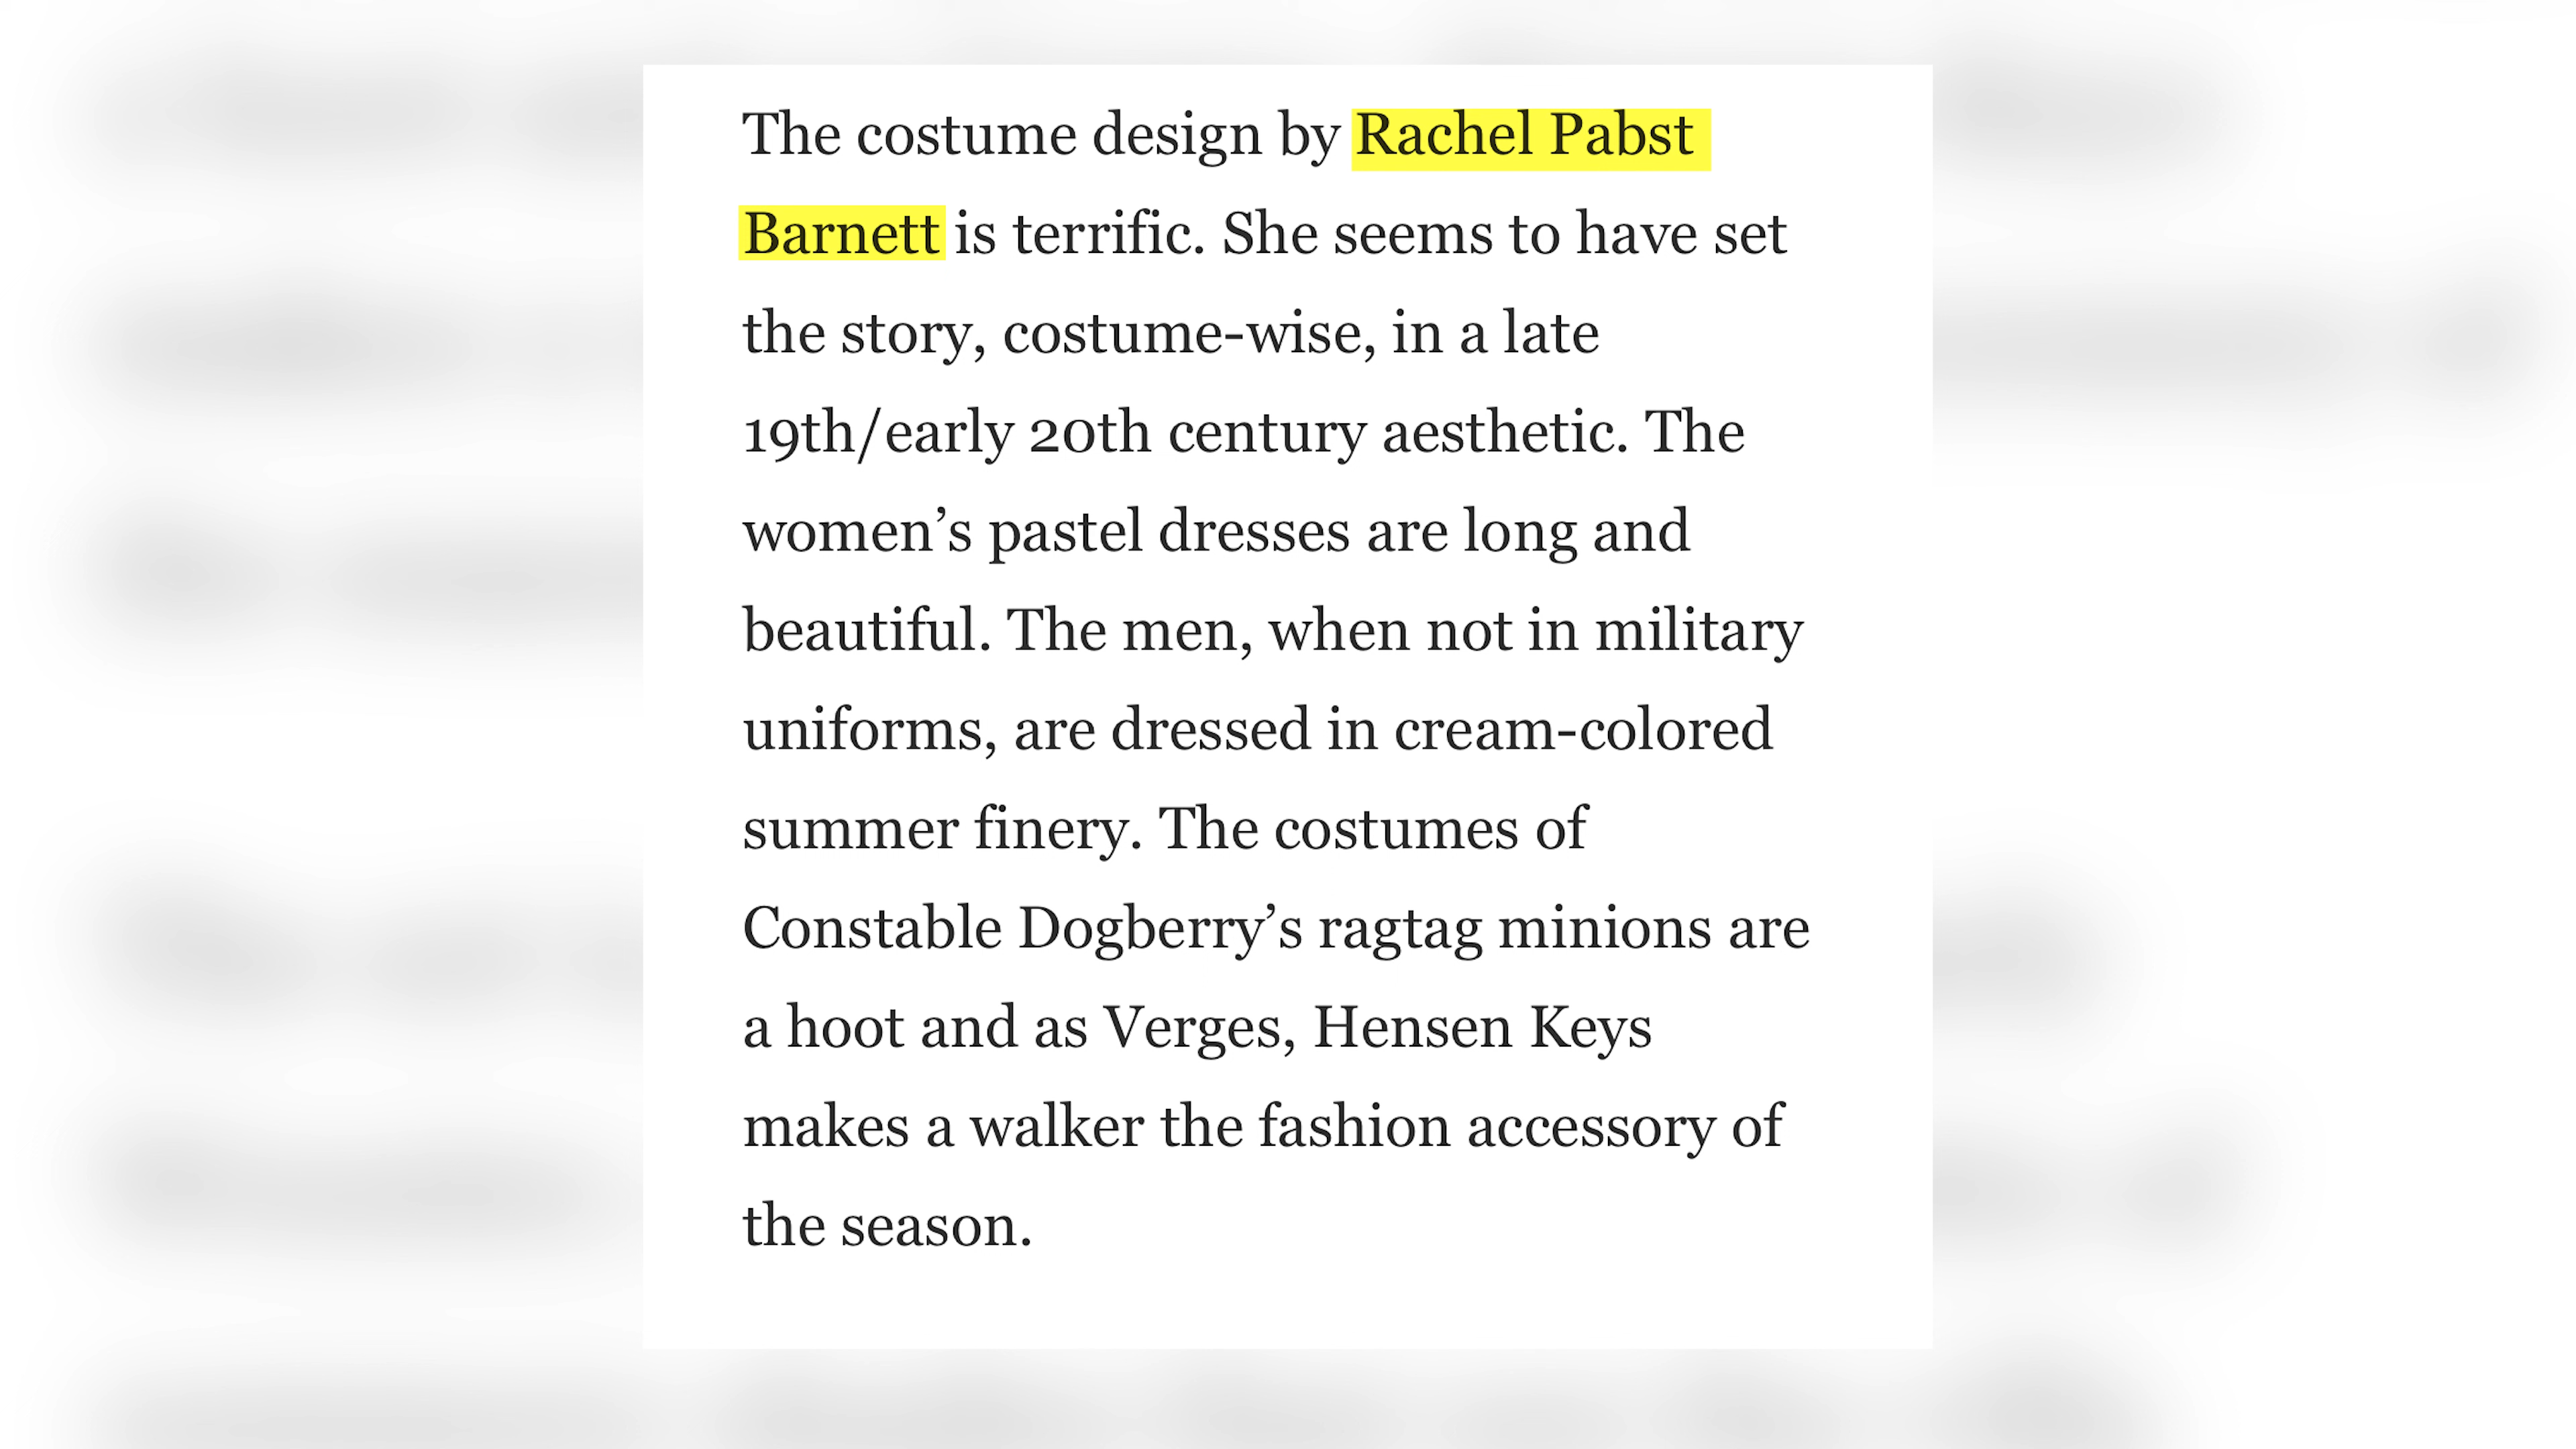 The costume design by Rachel Pabst
Barnett is terrific. She seems to have set
the story, costume-wise, in a late
19th/early 20th century aesthetic. The
women’s pastel dresses are long and
beautiful. The men, when not in military
uniforms, are dressed in cream-colored
summer finery. The costumes of
Constable Dogberry’s ragtag minions are
a hoot and as Verges, Hensen Keys
makes a walker the fashion accessory of
the season.